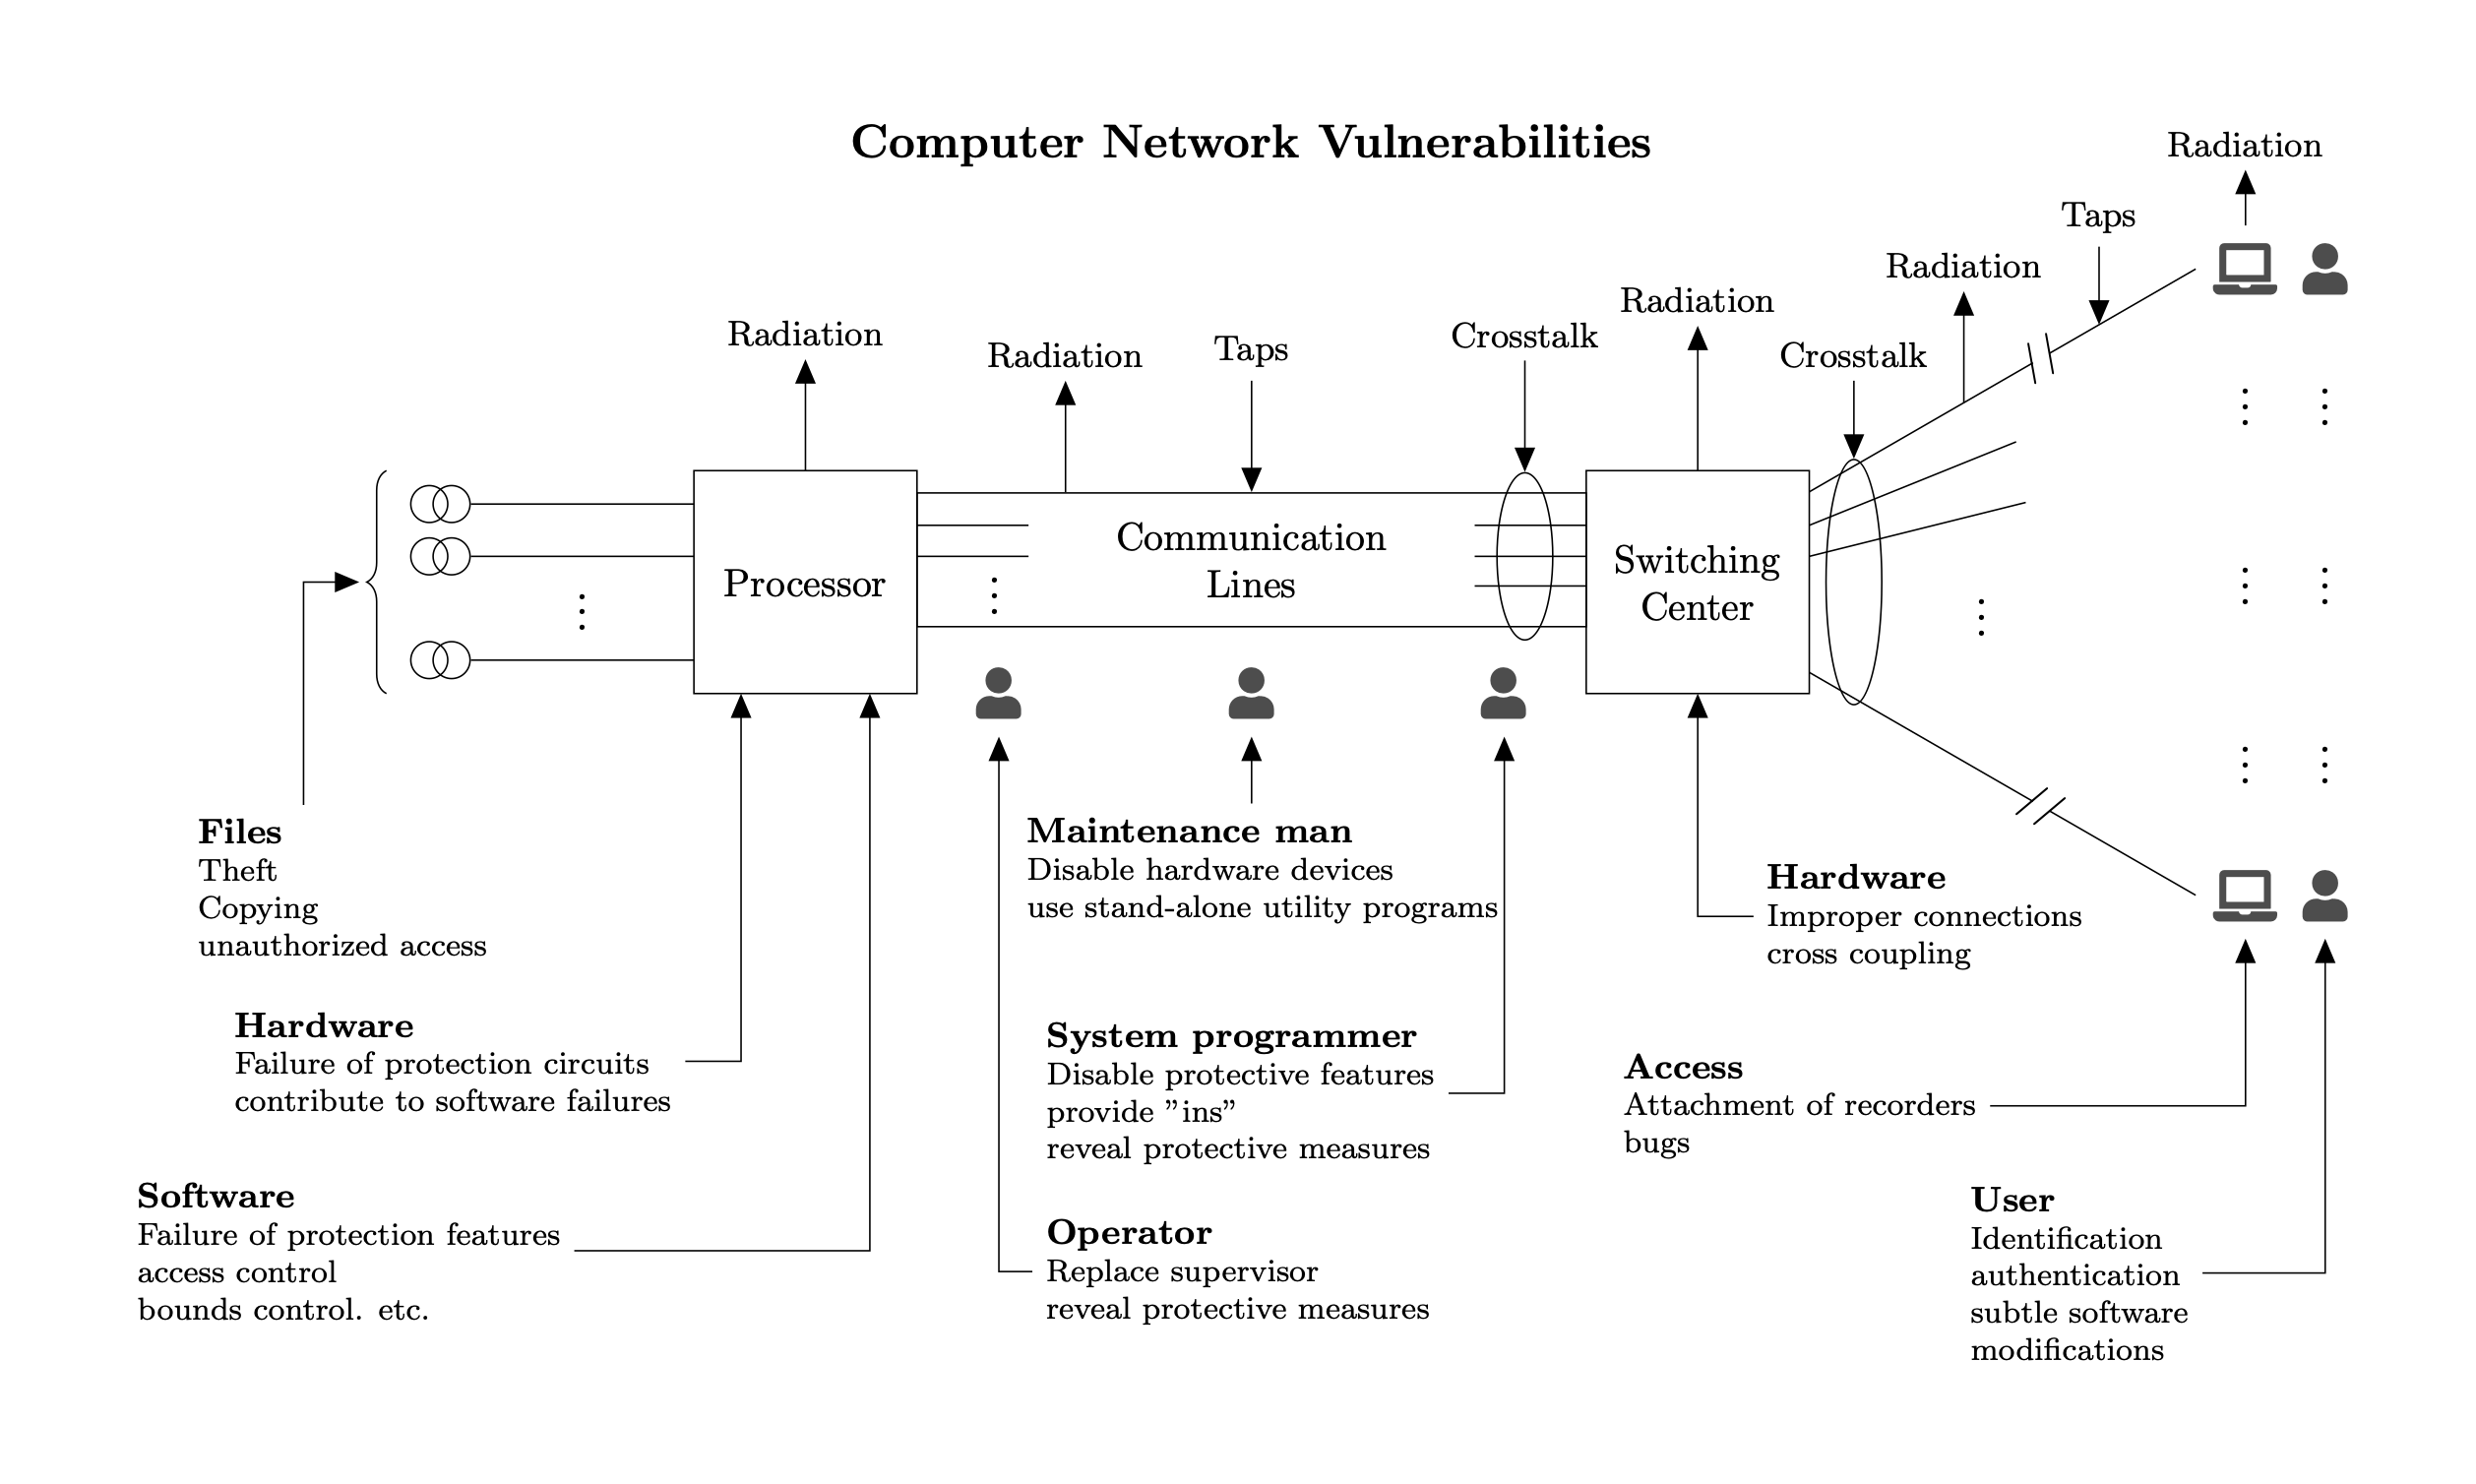 Computer Network Vulnerabilities
Radiation
Taps
Radiation
Radiation
Crosstalk
Radiation
Radiation
Taps
Crosstalk
Radiation
Processor
Communication
Lines
Switching
Center
Files
Theft
Copying
unauthorized access
Hardware
Failure of protection circuits
contribute to software failures
Software
Failure of protection features
access control
bounds control. etc.
Maintenance man
Disable hardware devices
use stand-alone utility programs
System programmer
Disable protective features
provide ”ins”
reveal protective measures
Operator
Replace supervisor
reveal protective measures
Hardware
Improper connections
cross coupling
Access
Attachment of recorders
bugs
User
Identification
authentication
subtle software
modifications